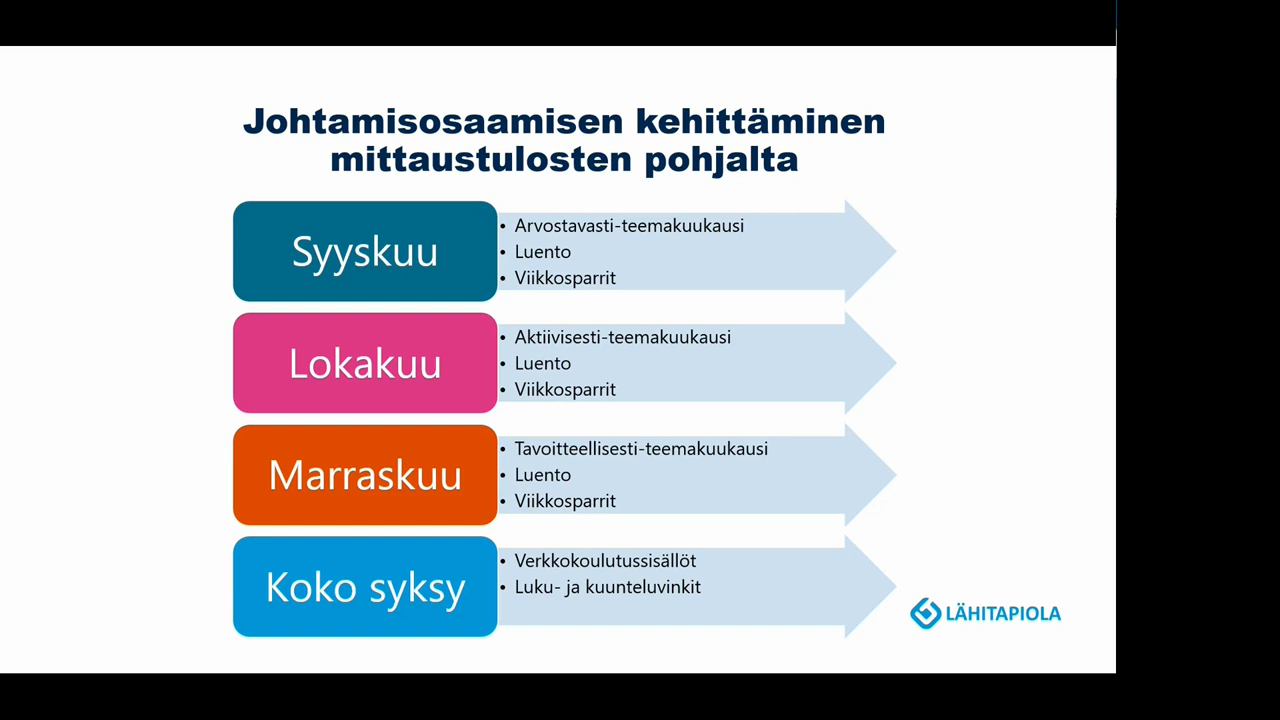 Johtamisosaamisen kehittäminen
mittaustulosten pohjalta
Syyskuu
• Arvostavasti-teemakuukausi
• Luento
• Viikkosparrit
Lokakuu
• Aktiivisesti-teemakuukausi
• Luento
• Viikkosparrit
Marraskuu
• Tavoitteellisesti-teemakuukausi
• Luento
• Viikkosparrit
Koko syksy
• Verkkokoulutussisällöt
• Luku- ja kuunteluvinkit
LÄHITAPIOLA